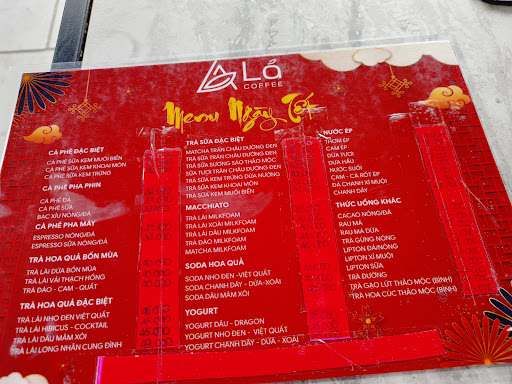 Lá
COFFEE
Menu Ngày Tết
CÀ PHÊ ĐẶC BIỆT
CÀ PHÊ SỮA KEM MUỐI BIỂN
CÀ PHÊ SỮA KEM KHOAI MÔN
CÀ PHÊ SỮA KEM TRỨNG
CÀ PHÊ PHA PHIN
CÀ PHÊ ĐÁ
CÀ PHÊ SỮA
BẠC XỈU NÓNG/ĐÁ
CÀ PHÊ PHA MÁY
ESPRESSO NÓNG/ĐÁ
ESPRESSO SỮA NÓNG/ĐÁ
TRÀ HOA QUẢ BỐN MÙA
TRÀ LÀI DỨA BỐN MÙA
TRÀ LÀI VẢI THẠCH HỒNG
TRÀ ĐÀO - CAM - QUẤT
TRÀ HOA QUẢ ĐẶC BIỆT
TRÀ LÀI NHO ĐEN VIỆT QUẤT
TRÀ LÀI HIBICUS - COCKTAIL
TRÀ LÀI DÂU MÂM XÔI
TRÀ LÀI LONG NHÃN CUNG ĐÌNH
TRÀ SỮA ĐẶC BIỆT
MATCHA TRÂN CHÂU ĐƯỜNG ĐEN
TRÀ SỮA TRÂN CHÂU ĐƯỜNG ĐEN
TRÀ SỮA SƯƠNG SÁO THẢO MỘC
SỮA TƯƠI TRÂN CHÂU ĐƯỜNG ĐEN
TRÀ SỮA KEM TRỨNG DỪA NƯỚNG
TRÀ SỮA KEM KHOAI MÔN
TRÀ SỮA KEM MUỐI BIỂN
MACCHIATO
TRÀ LÀI MILKFOAM
TRÀ LÀI XOÀI MILKFOAM
TRÀ LÀI DÂU MILKFOAM
TRÀ ĐÀO MILKFOAM
MATCHA MILKFOAM
SODA HOA QUẢ
SODA NHO ĐEN -VIỆT QUẤT
SODA CHANH DÂY - DỨA-XOÀI
SODA DÂU MÂM XÔI
YOGURT
YOGURT DÂU - DRAGON
YOGURT NHO ĐEN - VIỆT QUẤT
YOGURT CHANH DÂY - DỨA - XOÀI
NƯỚC ÉP
THƠM ÉP
CAM ÉP
DỪA TƯƠI
DƯA HẤU
NƯỚC SUỐI
CAM - CÀ RỐT ÉP
ĐÁ CHANH XÍ MUỘI
CHANH DÂY
THỨC UỐNG KHÁC
CACAO NÓNG/ĐÁ
RAU MÁ
RAU MÁ DỪA
TRÀ GỪNG NÓNG
LIPTON ĐÁ/NÓNG
LIPTON XÍ MUỘI
LIPTON SỮA
TRÀ ĐƯỜNG
TRÀ GẠO LỨT THẢO MỘC (BÌNH)
TRÀ HOA CÚC THẢO MỘC (BÌNH)